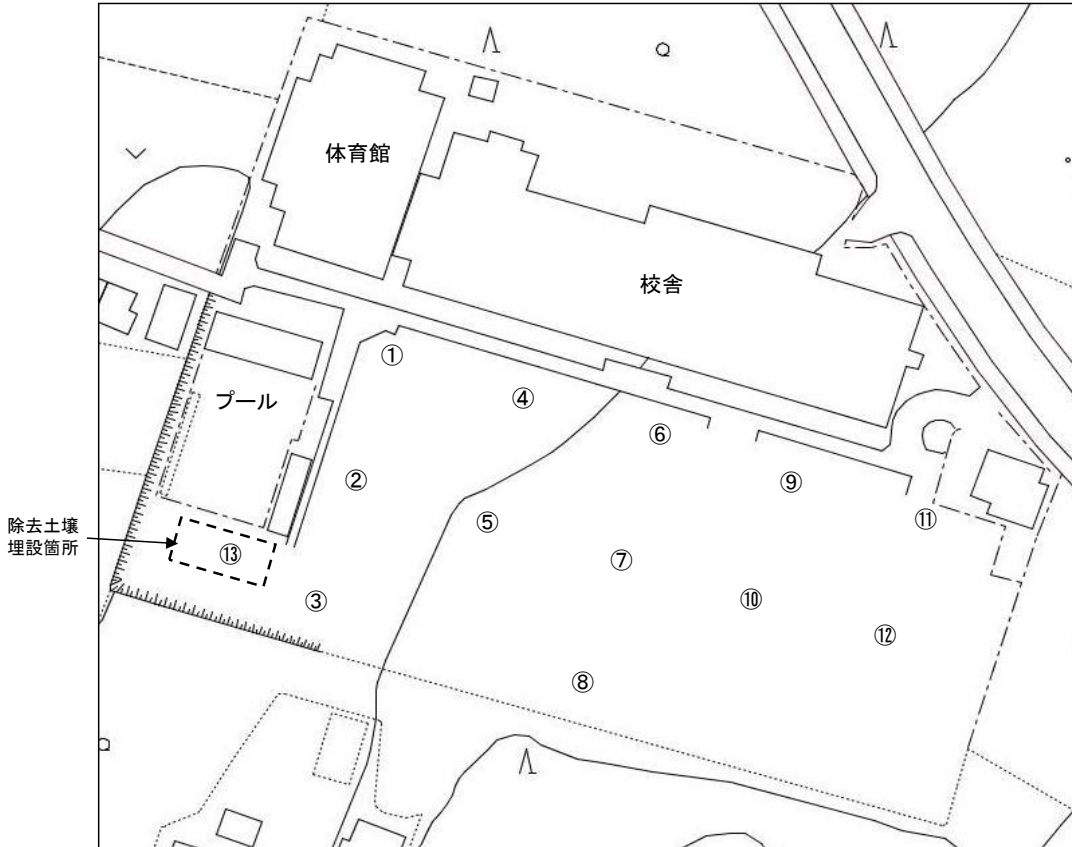 体育館
校舎
①
プール
④
⑥
②
⑨
⑤
⑪
除去土壌
埋設箇所
⑬
⑦
③
⑩
⑫
⑧